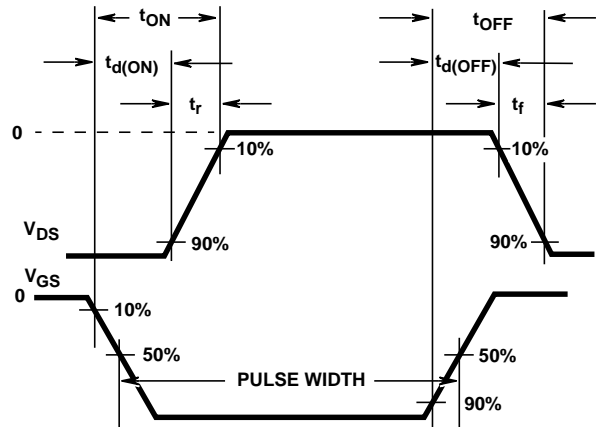 tON
tOFF
td(ON)
td(OFF)
tr
tf
0
10%
10%
VDS
90%
90%
VGS
0
10%
50%
50%
PULSE WIDTH
90%